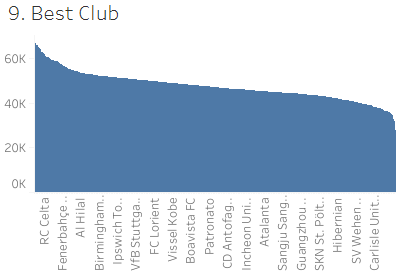 9. Best Club
60K
40K
20K
0K
RC Celta
Fenerbahçe..
Al Hilal
Birmingham..
Ipswich To..
VfB Stuttga..
FC Lorient
Vissel Kobe
Boavista FC
Patronato
CD Antofag..
Incheon Uni..
Atalanta
Sangju Sang..
Guangzhou ..
SKN St. Pölt..
Hibernian
SV Wehen ..
Carlisle Unit..